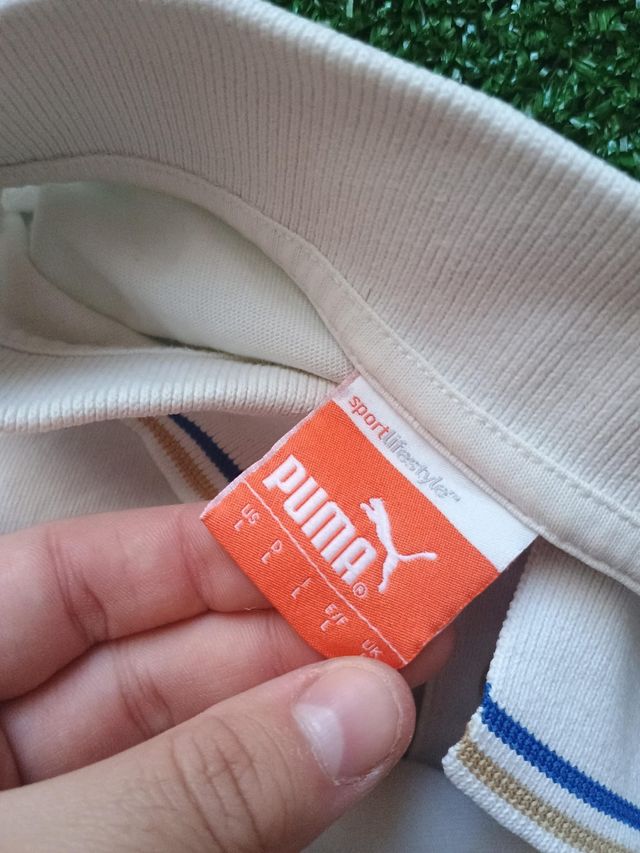 sportlifestyle™
PUMA®
US D I E/F UK
L L L L